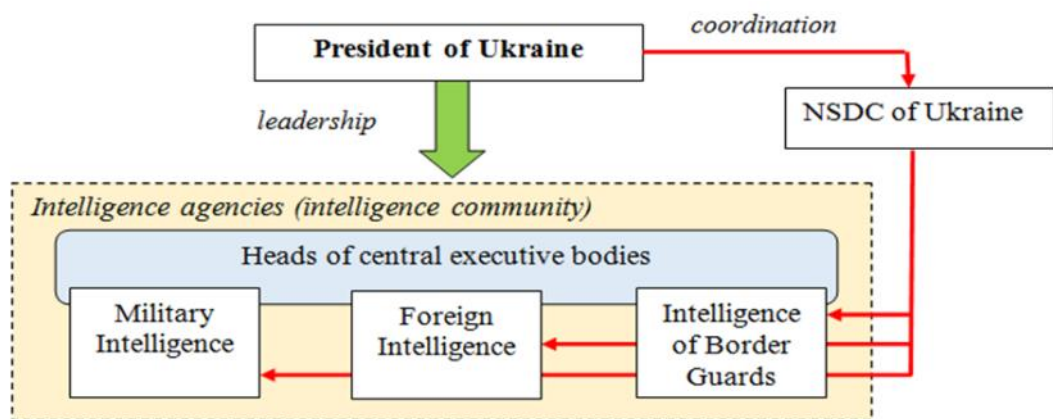 coordination
President of Ukraine
NSDC of Ukraine
leadership
Intelligence agencies (intelligence community)
Heads of central executive bodies
Military
Intelligence
Foreign
Intelligence
Intelligence
of Border
Guards